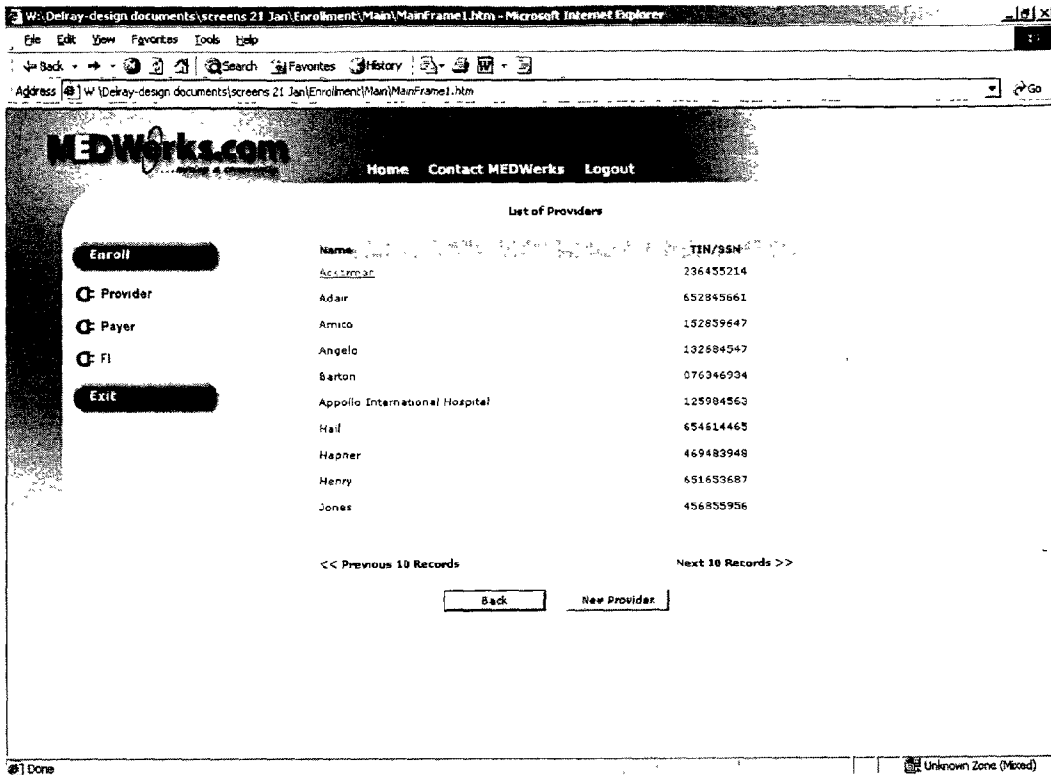 W:\Delray-design documents\screens 21 Jan\Enrollment\Main\MainFrame1.htm - Microsoft Internet Explorer
File Edit View Favorites Tools Help
Back Search Favorites History
Address W:\Delray-design documents\screens 21 Jan\Enrollment\Main\MainFrame1.htm Go
MEDWerks.com
Home Contact MEDWerks Logout
List of Providers
Enroll
Provider
Payer
FI
Exit
Name TIN/SSN
236455214
Adair 652845661
Amico 152859647
Angelo 132684547
Barton 076346934
Appollo International Hospital 125984563
Hall 654614465
Hapner 469483948
Henry 651653687
Jones 456855956
<< Previous 10 Records Next 10 Records >>
Back New Provider
Done Unknown Zone (Mixed)